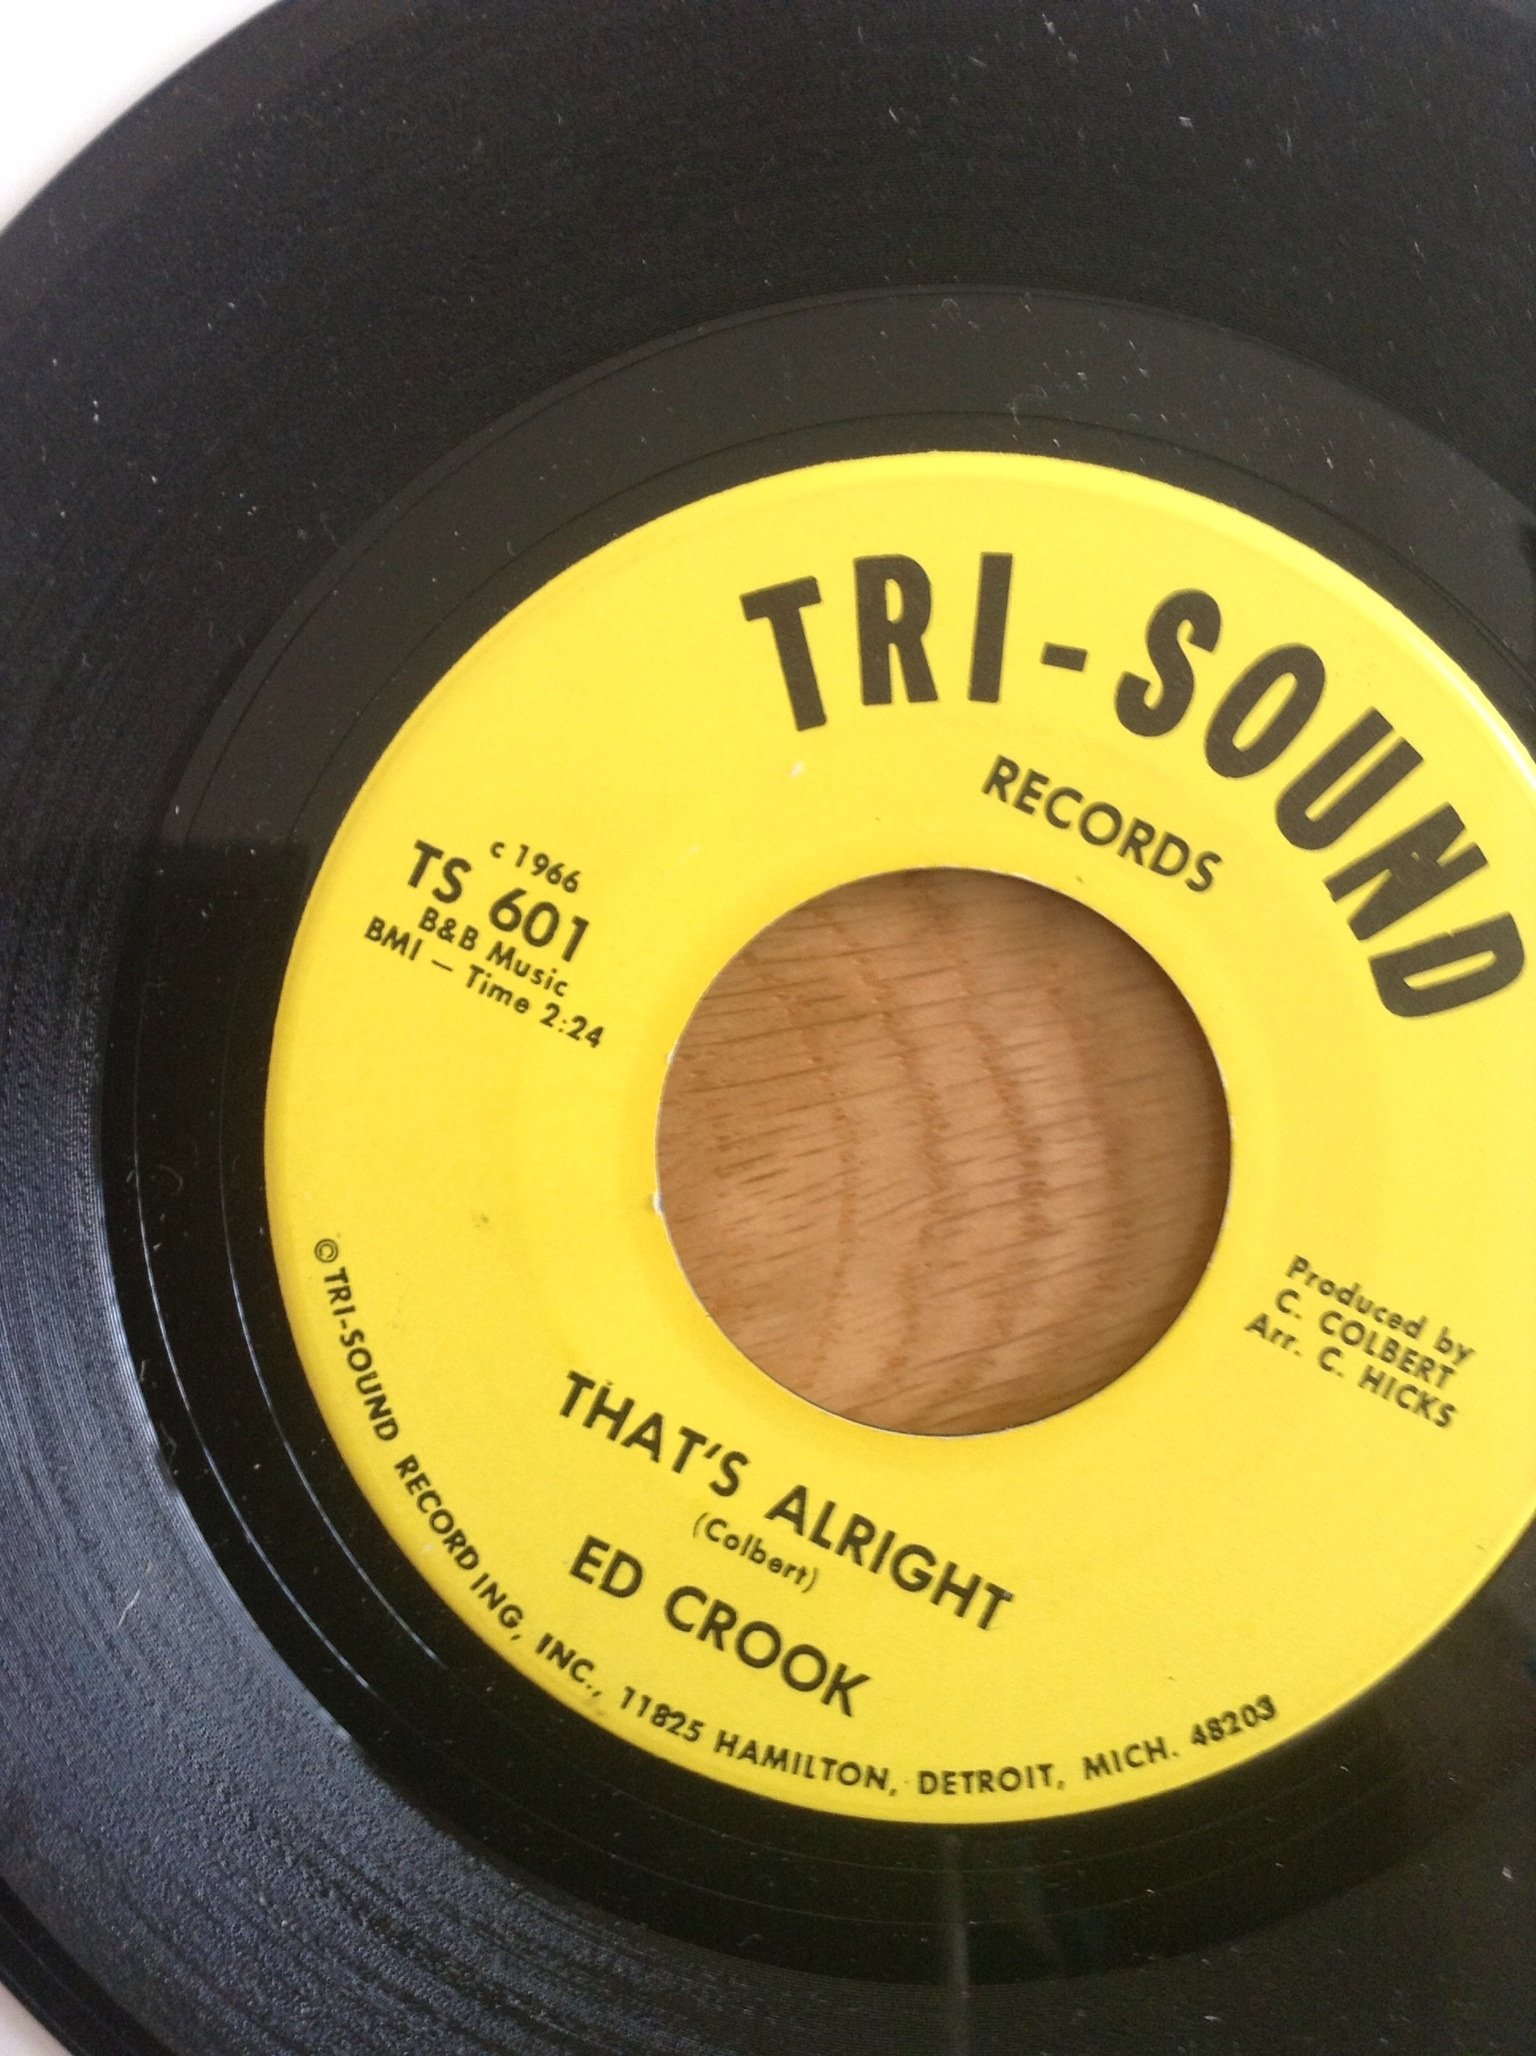 TRI-SOUND
RECORDS
c 1966
TS 601
B&B Music
BMI – Time 2:24
Produced by
C. COLBERT
Arr. C. HICKS
THAT'S ALRIGHT
(Colbert)
ED CROOK
©TRI-SOUND RECORDING, INC., 11825 HAMILTON, DETROIT, MICH. 48203